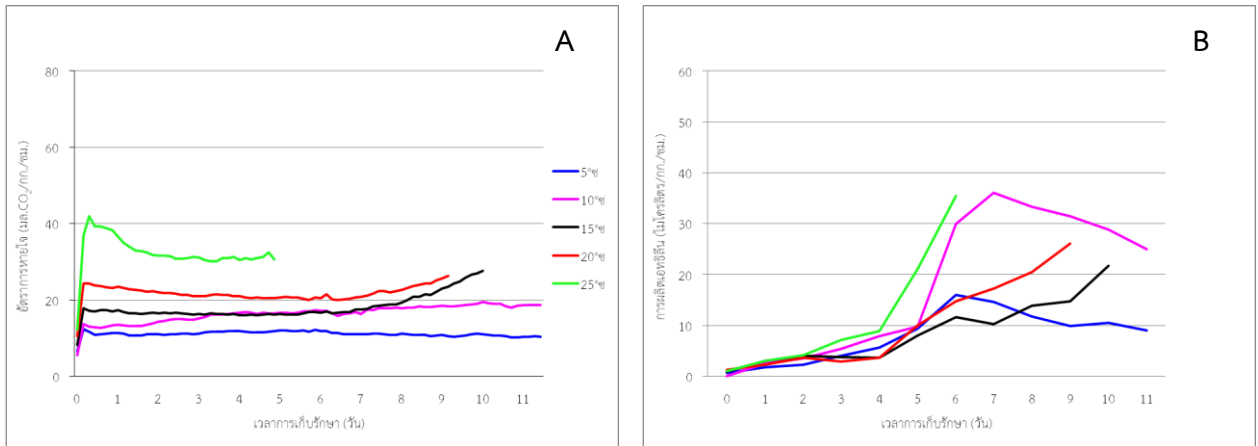 A
80
60
40
20
0
อัตราการหายใจ (มล.CO₂/กก./ชม.)
0 1 2 3 4 5 6 7 8 9 10 11
เวลาการเก็บรักษา (วัน)
5°ซ
10°ซ
15°ซ
20°ซ
25°ซ
B
60
50
40
30
20
10
0
การผลิตเอทธิลีน (ไมโครลิตร/กก./ชม.)
0 1 2 3 4 5 6 7 8 9 10 11
เวลาการเก็บรักษา (วัน)